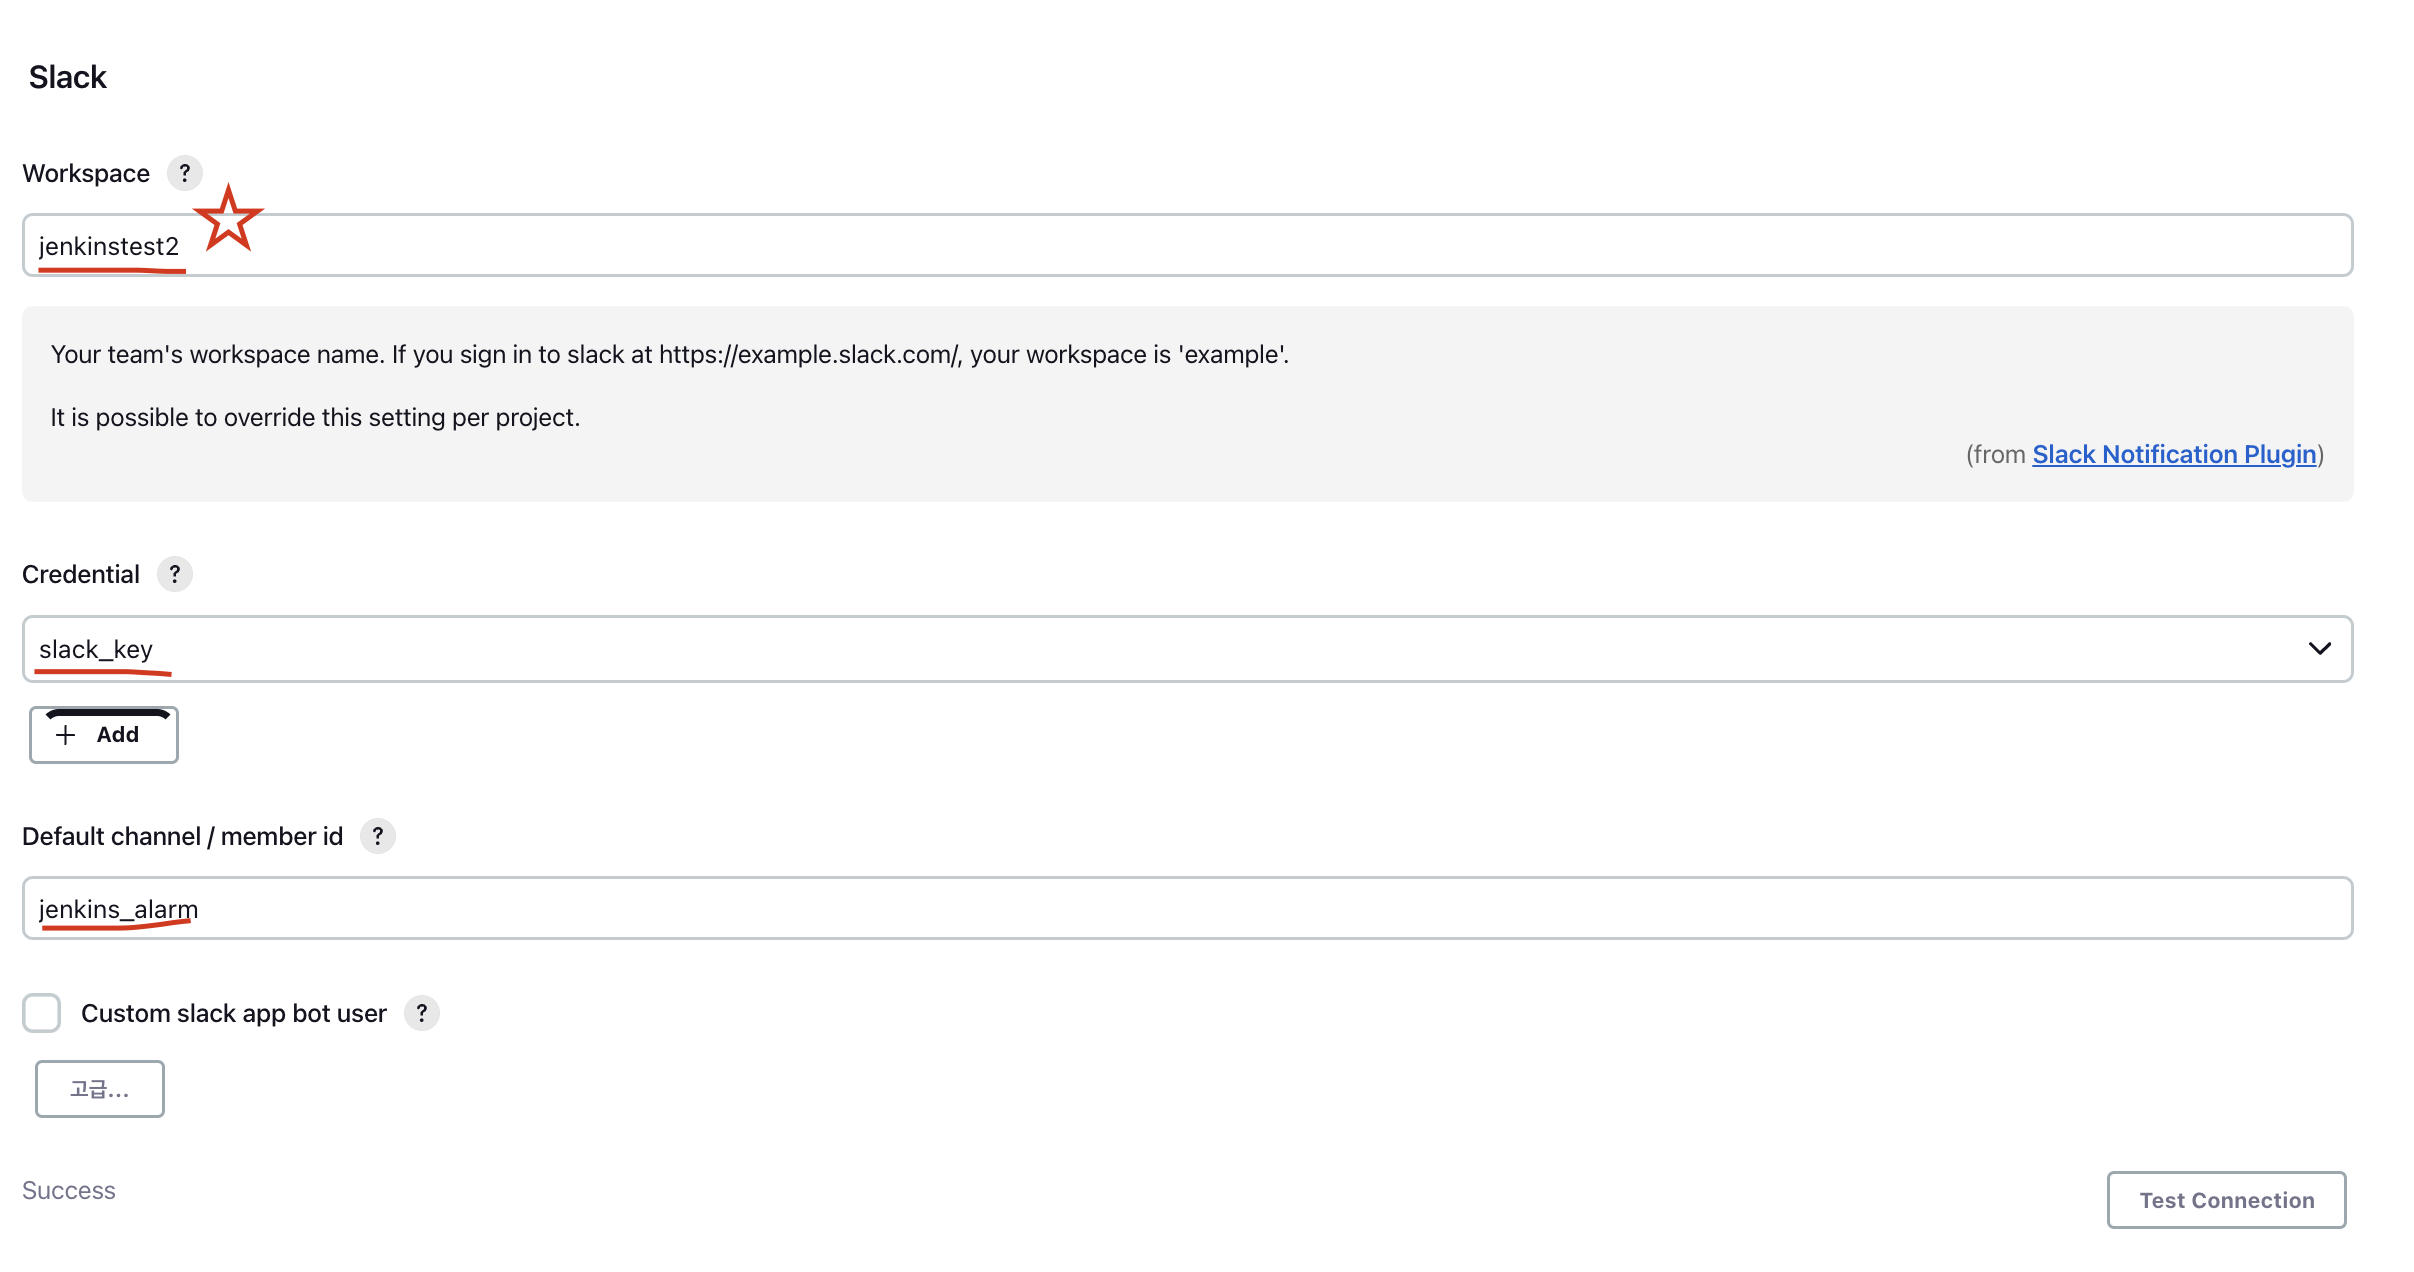 Slack
Workspace ?
jenkinstest2
Your team's workspace name. If you sign in to slack at https://example.slack.com/, your workspace is 'example'.
It is possible to override this setting per project.
(from Slack Notification Plugin)
Credential ?
slack_key
+ Add
Default channel / member id ?
jenkins_alarm
Custom slack app bot user ?
고급...
Success
Test Connection